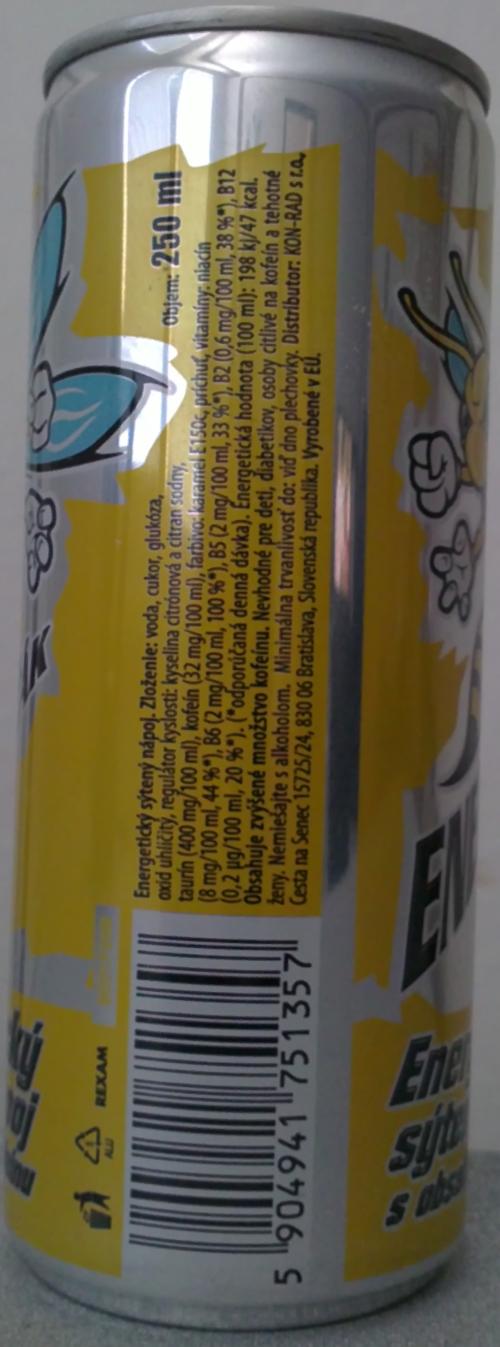 Objem: 250 ml
Energetický sýtený nápoj. Zloženie: voda, cukor, glukóza,
oxid uhličitý, regulátor kyslosti: kyselina citrónová a citran sodný,
taurín (400 mg/100 ml), kofeín (32 mg/100 ml), farbivo: karamel E150c, príchuť, vitamíny: niacín
(8 mg/100 ml, 44 %*), B6 (2 mg/100 ml, 100 %*), B5 (2 mg/100 ml, 33 %*), B2 (0,6 mg/100 ml, 38 %*), B12
(0,2 µg/100 ml, 20 %*). (*odporúčaná denná dávka). Energetická hodnota (100 ml): 198 kj/47 kcal.
Obsahuje zvýšené množstvo kofeínu. Nevhodné pre deti, diabetikov, osoby citlivé na kofeín a tehotné
ženy. Nemiešajte s alkoholom. Minimálna trvanlivosť do: viď dno plechovky. Distributor: KON-RAD s r.o.,
Cesta na Senec 15725/24, 830 06 Bratislava, Slovenská republika. Vyrobené v EÚ.
5 904941 751357
REXAM
ALU
ký
oj
ENE
Ener
sýte
s obsa